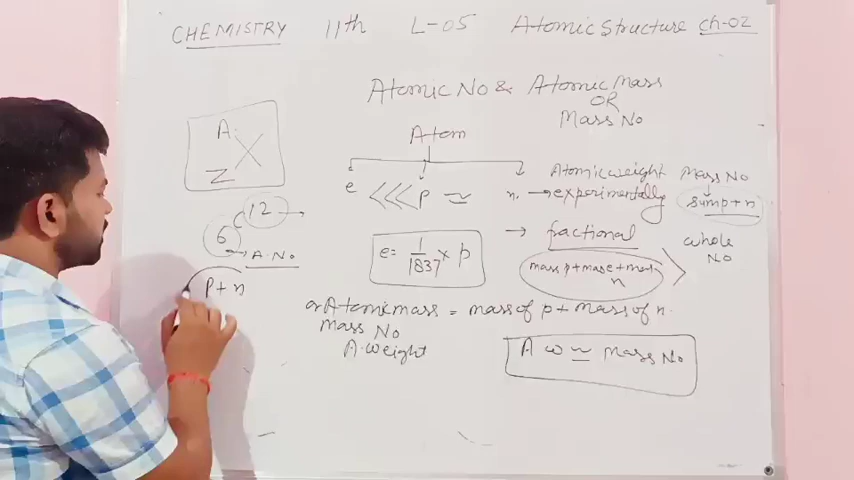 CHEMISTRY 11th L-05 Atomic Structure ch-02
Atomic No & Atomic Mass
OR
Mass No
A
X
Z
Atom
e <<< p ≃ n
Atomic weight Mass No
→ experimentally sum p+n
→ fractional whole
No
mass p+mass e+mass
n
12 →
6 C
→ A.No
p+n
e = 1/1837 × p
or Atomic mass = mass of p + mass of n.
Mass No
A.weight
A w ≃ Mass No